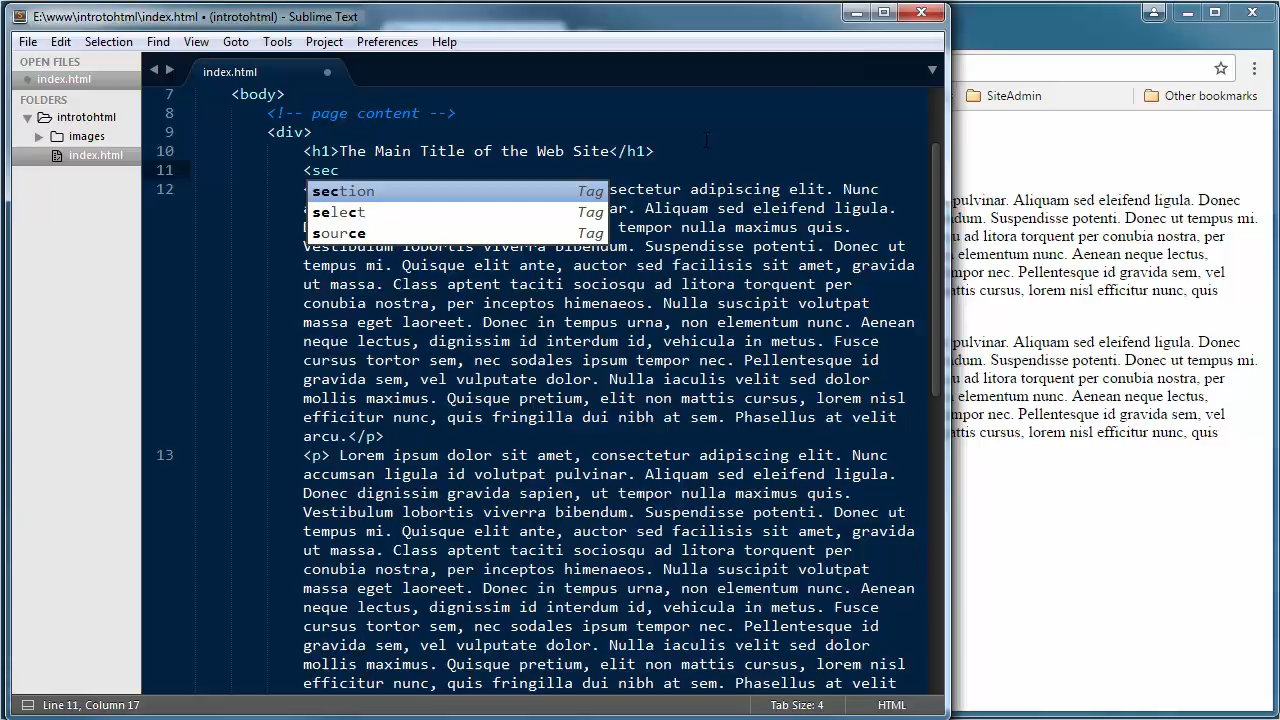 E:\www\introtohtml\index.html • (introtohtml) - Sublime Text
File Edit Selection Find View Goto Tools Project Preferences Help
OPEN FILES
index.html
FOLDERS
introtohtml
images
index.html
index.html
SiteAdmin
Other bookmarks
7 <body>
8 <!-- page content -->
9 <div>
10 <h1>The Main Title of the Web Site</h1>
11 <sec
section Tag
select Tag
source Tag
12 sectetur adipiscing elit. Nunc
ar. Aliquam sed eleifend ligula.
tempor nulla maximus quis.
Vestibulum lobortis viverra bibendum. Suspendisse potenti. Donec ut
tempus mi. Quisque elit ante, auctor sed facilisis sit amet, gravida
ut massa. Class aptent taciti sociosqu ad litora torquent per
conubia nostra, per inceptos himenaeos. Nulla suscipit volutpat
massa eget laoreet. Donec in tempus urna, non elementum nunc. Aenean
neque lectus, dignissim id interdum id, vehicula in metus. Fusce
cursus tortor sem, nec sodales ipsum tempor nec. Pellentesque id
gravida sem, vel vulputate dolor. Nulla iaculis velit sed dolor
mollis maximus. Quisque pretium, elit non mattis cursus, lorem nisl
efficitur nunc, quis fringilla dui nibh at sem. Phasellus at velit
arcu.</p>
13 <p> Lorem ipsum dolor sit amet, consectetur adipiscing elit. Nunc
accumsan ligula id volutpat pulvinar. Aliquam sed eleifend ligula.
Donec dignissim gravida sapien, ut tempor nulla maximus quis.
Vestibulum lobortis viverra bibendum. Suspendisse potenti. Donec ut
tempus mi. Quisque elit ante, auctor sed facilisis sit amet, gravida
ut massa. Class aptent taciti sociosqu ad litora torquent per
conubia nostra, per inceptos himenaeos. Nulla suscipit volutpat
massa eget laoreet. Donec in tempus urna, non elementum nunc. Aenean
neque lectus, dignissim id interdum id, vehicula in metus. Fusce
cursus tortor sem, nec sodales ipsum tempor nec. Pellentesque id
gravida sem, vel vulputate dolor. Nulla iaculis velit sed dolor
mollis maximus. Quisque pretium, elit non mattis cursus, lorem nisl
efficitur nunc, quis fringilla dui nibh at sem. Phasellus at velit
pulvinar. Aliquam sed eleifend ligula. Donec
dum. Suspendisse potenti. Donec ut tempus mi.
u ad litora torquent per conubia nostra, per
n elementum nunc. Aenean neque lectus,
mpor nec. Pellentesque id gravida sem, vel
attis cursus, lorem nisl efficitur nunc, quis
pulvinar. Aliquam sed eleifend ligula. Donec
dum. Suspendisse potenti. Donec ut tempus mi.
u ad litora torquent per conubia nostra, per
n elementum nunc. Aenean neque lectus,
mpor nec. Pellentesque id gravida sem, vel
attis cursus, lorem nisl efficitur nunc, quis
Line 11, Column 17
Tab Size: 4
HTML